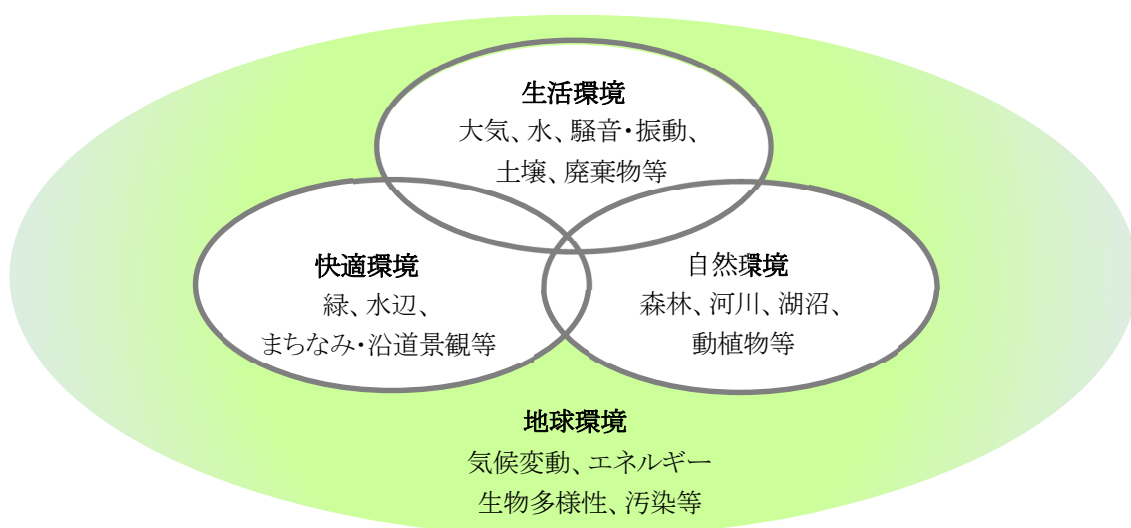 生活環境
大気、水、騒音・振動、
土壌、廃棄物等
快適環境
緑、水辺、
まちなみ・沿道景観等
自然環境
森林、河川、湖沼、
動植物等
地球環境
気候変動、エネルギー
生物多様性、汚染等